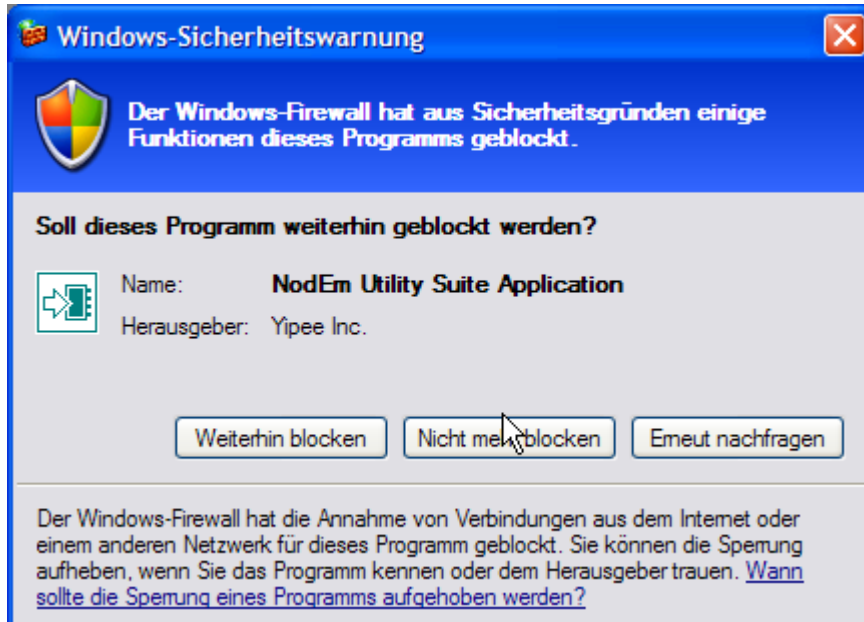 Windows-Sicherheitswarnung
Der Windows-Firewall hat aus Sicherheitsgründen einige
Funktionen dieses Programms geblockt.
Soll dieses Programm weiterhin geblockt werden?
Name: NodEm Utility Suite Application
Herausgeber: Yipee Inc.
Weiterhin blocken Nicht mehr blocken Erneut nachfragen
Der Windows-Firewall hat die Annahme von Verbindungen aus dem Internet oder
einem anderen Netzwerk für dieses Programm geblockt. Sie können die Sperrung
aufheben, wenn Sie das Programm kennen oder dem Herausgeber trauen. Wann
sollte die Sperrung eines Programms aufgehoben werden?